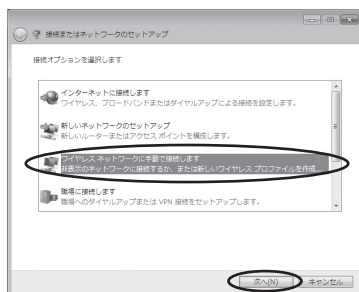 接続またはネットワークのセットアップ
接続オプションを選択します
インターネットに接続します
ワイヤレス、ブロードバンドまたはダイヤルアップによる接続を設定します。
新しいネットワークのセットアップ
新しいルーターまたはアクセス ポイントを構成します。
ワイヤレス ネットワークに手動で接続します
非表示のネットワークに接続するか、または新しいワイヤレス プロファイルを作成...
職場に接続します
職場へのダイヤルアップまたは VPN 接続をセットアップします。
次へ(N)
キャンセル